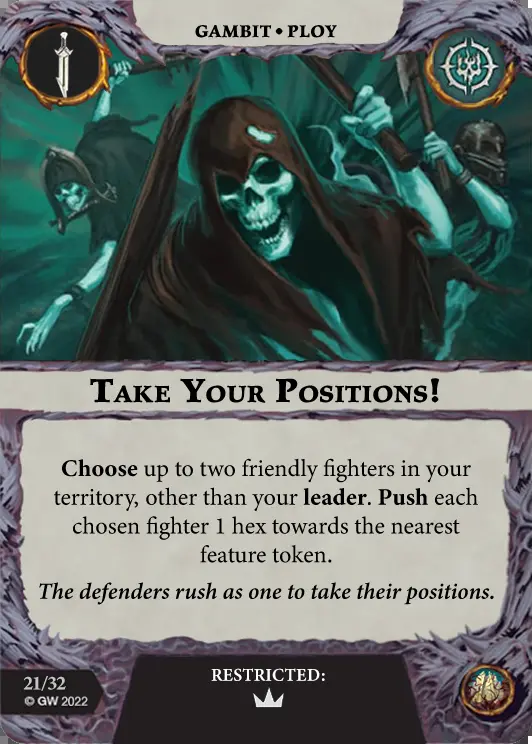 GAMBIT • PLOY
TAKE YOUR POSITIONS!
Choose up to two friendly fighters in your
territory, other than your leader. Push each
chosen fighter 1 hex towards the nearest
feature token.
The defenders rush as one to take their positions.
RESTRICTED:
21/32
© GW 2022